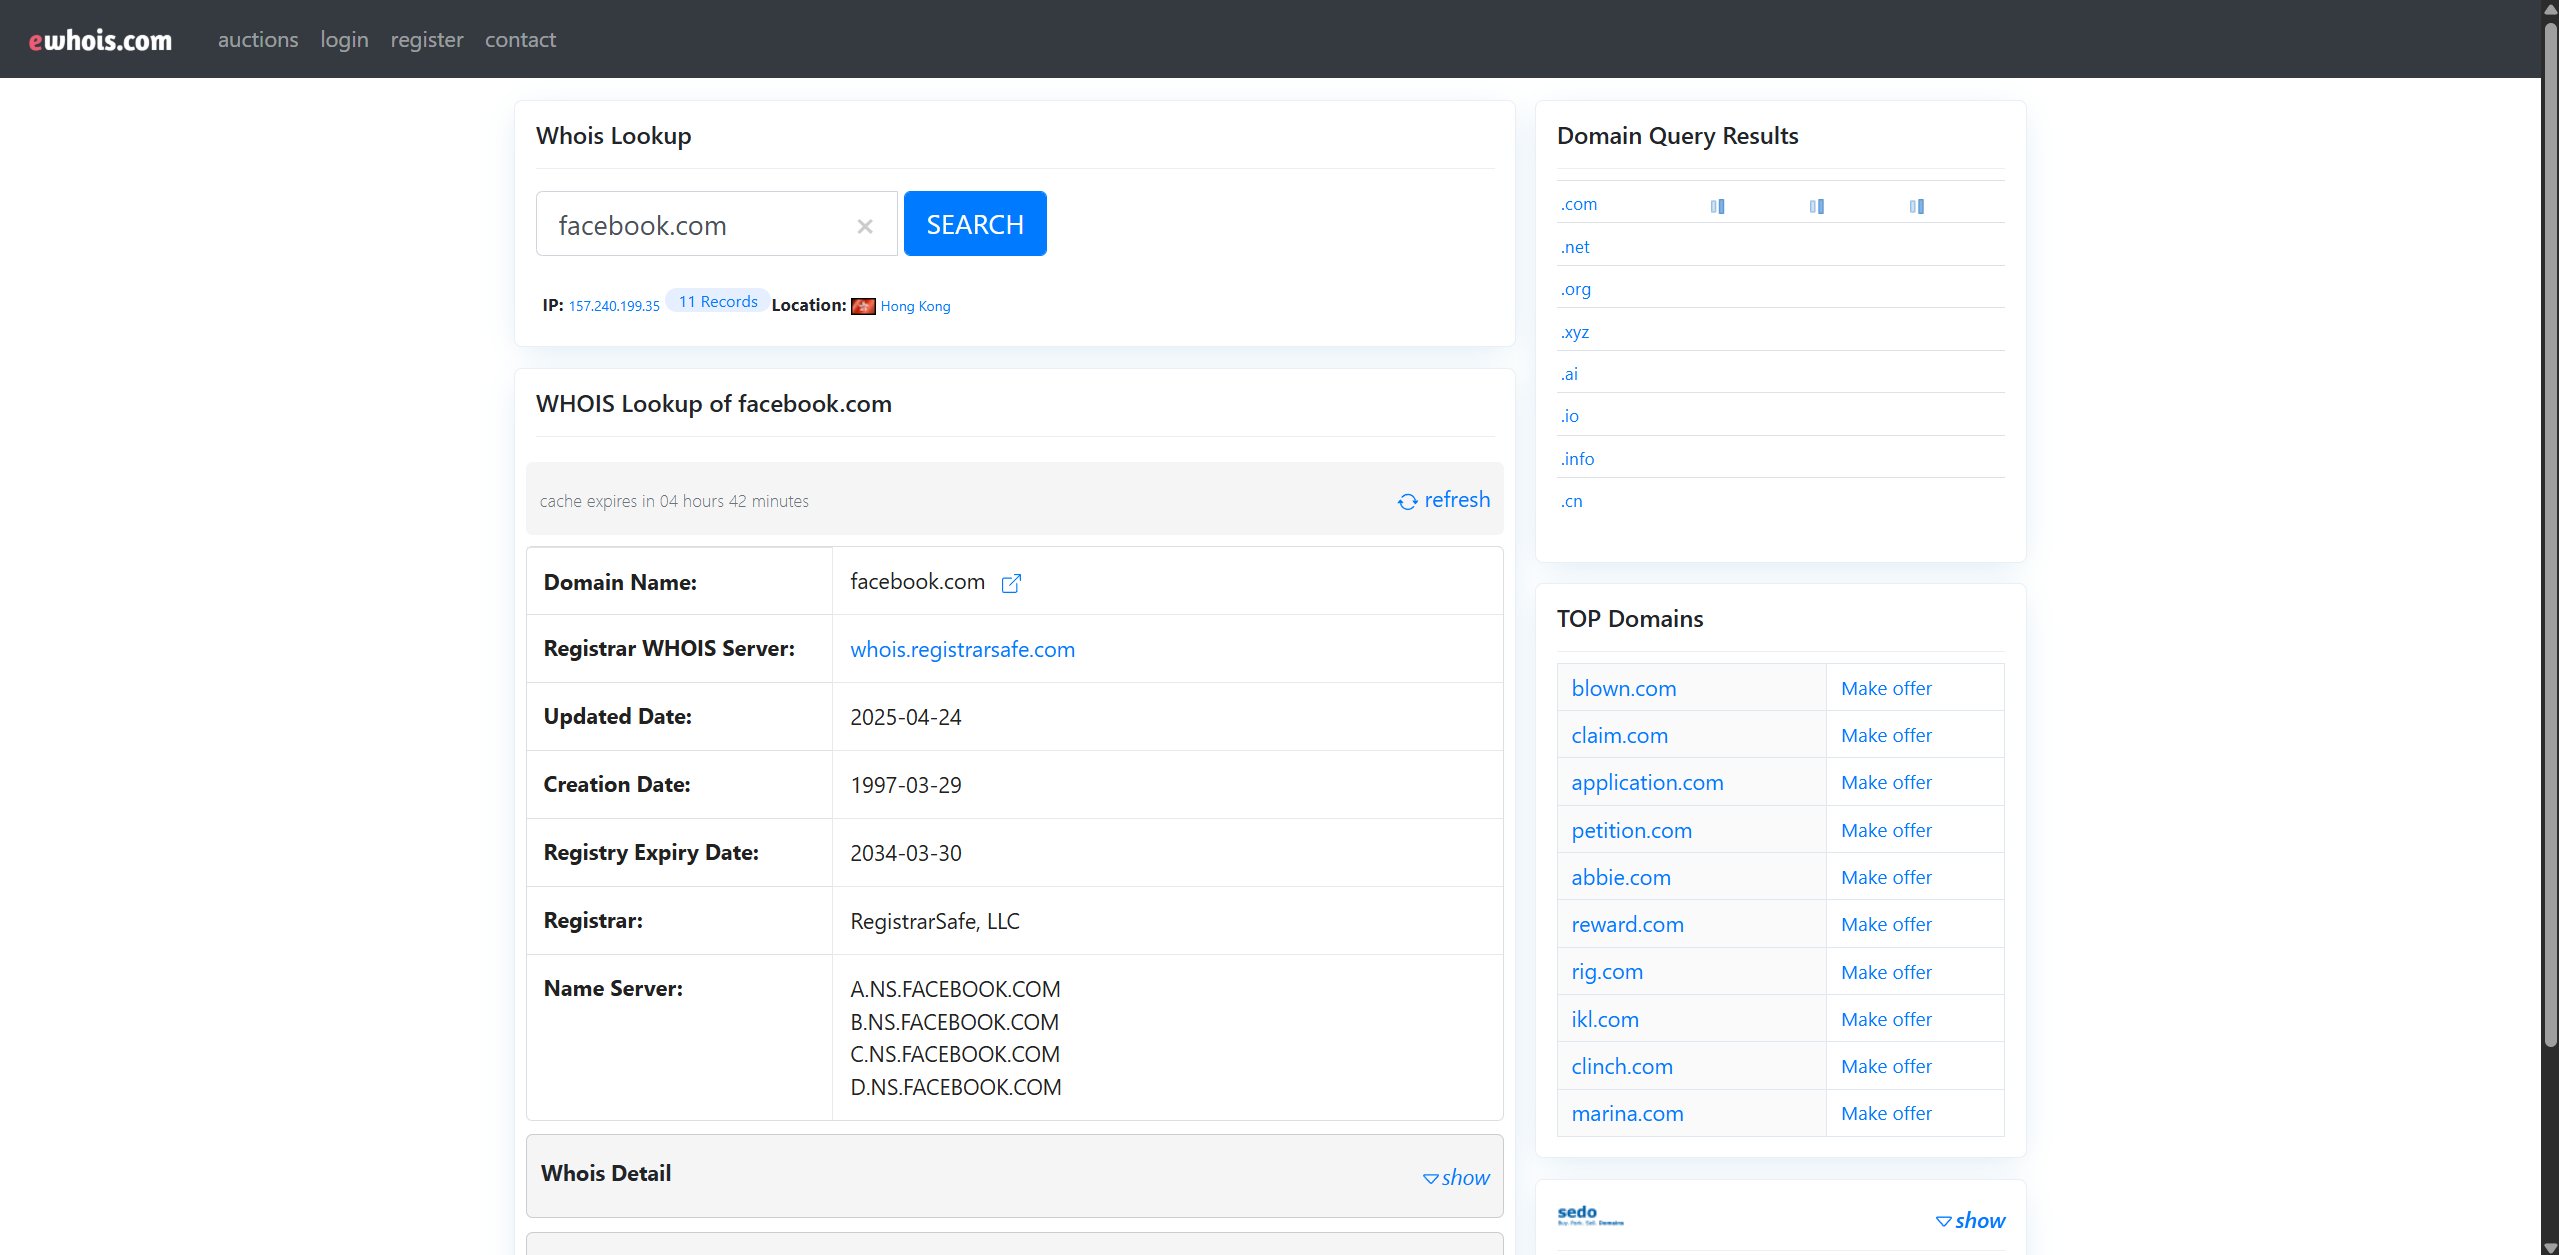 ewhois.com auctions login register contact
Whois Lookup
facebook.com × SEARCH
IP: 157.240.199.35 11 Records Location: Hong Kong
WHOIS Lookup of facebook.com
cache expires in 04 hours 42 minutes refresh
Domain Name: facebook.com
Registrar WHOIS Server: whois.registrarsafe.com
Updated Date: 2025-04-24
Creation Date: 1997-03-29
Registry Expiry Date: 2034-03-30
Registrar: RegistrarSafe, LLC
Name Server: A.NS.FACEBOOK.COM
B.NS.FACEBOOK.COM
C.NS.FACEBOOK.COM
D.NS.FACEBOOK.COM
Whois Detail show
Domain Query Results
.com
.net
.org
.xyz
.ai
.io
.info
.cn
TOP Domains
blown.com Make offer
claim.com Make offer
application.com Make offer
petition.com Make offer
abbie.com Make offer
reward.com Make offer
rig.com Make offer
ikl.com Make offer
clinch.com Make offer
marina.com Make offer
sedo show
Buy. Park. Sell. Domains